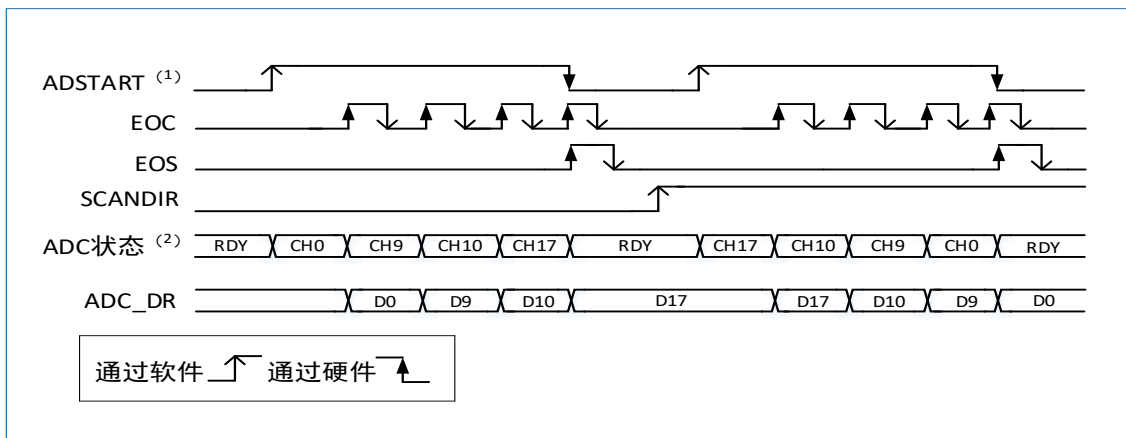 ADSTART（1）
EOC
EOS
SCANDIR
ADC状态（2） RDY CH0 CH9 CH10 CH17 RDY CH17 CH10 CH9 CH0 RDY
ADC_DR D0 D9 D10 D17 D17 D10 D9 D0
通过软件 通过硬件